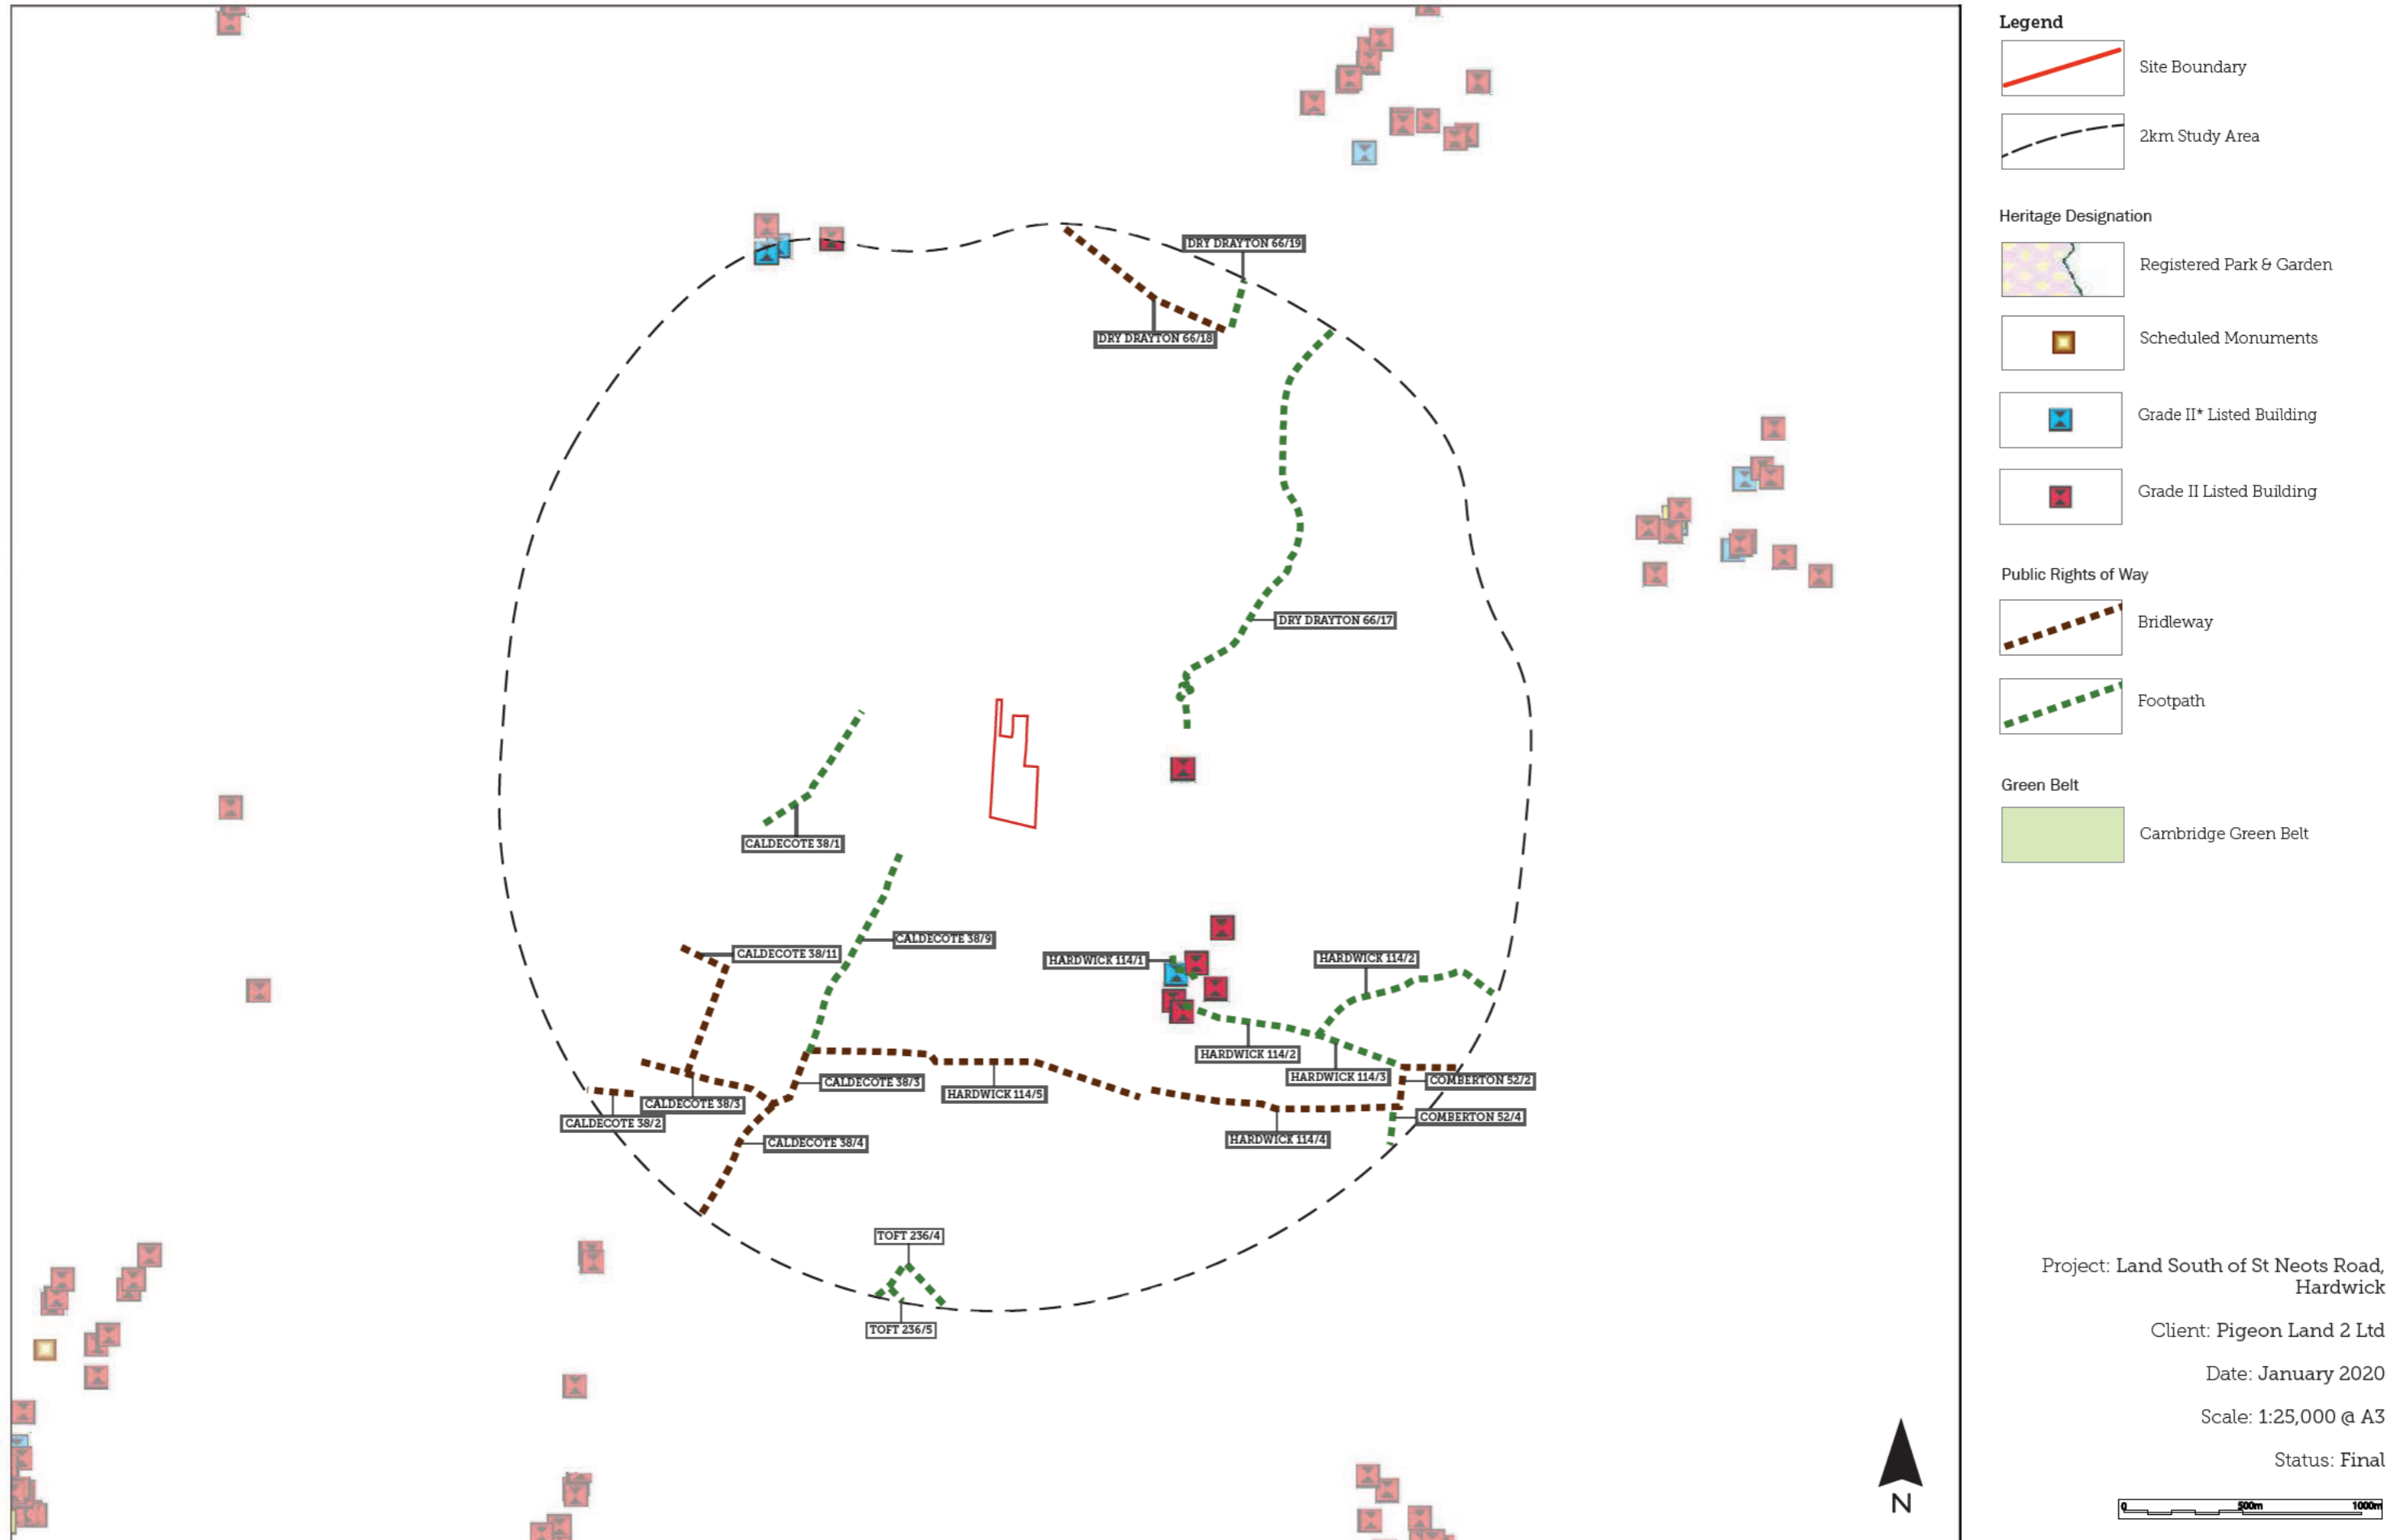 DRY DRAYTON 66/19
DRY DRAYTON 66/18
DRY DRAYTON 66/17
CALDECOTE 38/1
CALDECOTE 38/9
CALDECOTE 38/11
HARDWICK 114/1
HARDWICK 114/2
HARDWICK 114/2
HARDWICK 114/3
CALDECOTE 38/3
COMBERTON 52/2
HARDWICK 114/5
CALDECOTE 38/3
COMBERTON 52/4
CALDECOTE 38/2
HARDWICK 114/4
CALDECOTE 38/4
TOFT 236/4
TOFT 236/5
N
Legend
Site Boundary
2km Study Area
Heritage Designation
Registered Park & Garden
Scheduled Monuments
Grade II* Listed Building
Grade II Listed Building
Public Rights of Way
Bridleway
Footpath
Green Belt
Cambridge Green Belt
Project: Land South of St Neots Road,
Hardwick
Client: Pigeon Land 2 Ltd
Date: January 2020
Scale: 1:25,000 @ A3
Status: Final
0 500m 1000m